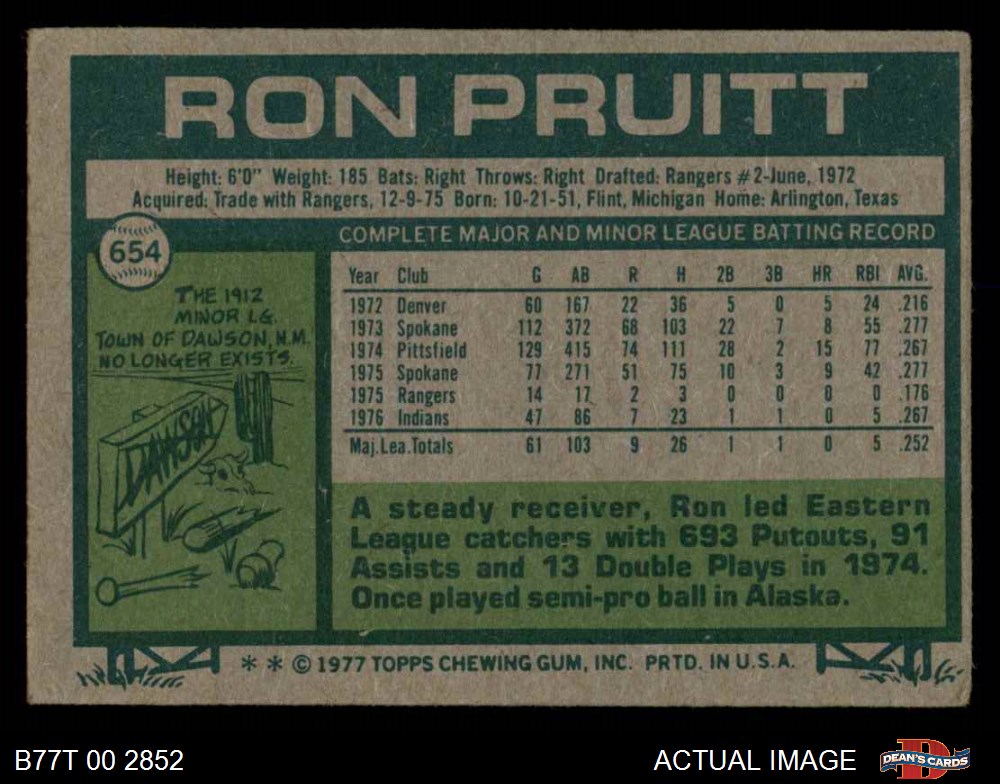 RON PRUITT
Height: 6'0" Weight: 185 Bats: Right Throws: Right Drafted: Rangers #2-June, 1972
Acquired: Trade with Rangers, 12-9-75 Born: 10-21-51, Flint, Michigan Home: Arlington, Texas
654
THE 1912
MINOR LG.
TOWN OF DAWSON, N.M.
NO LONGER EXISTS.
DAWSON
COMPLETE MAJOR AND MINOR LEAGUE BATTING RECORD
Year Club G AB R H 2B 3B HR RBI AVG.
1972 Denver 60 167 22 36 5 0 5 24 .216
1973 Spokane 112 372 68 103 22 7 8 55 .277
1974 Pittsfield 129 415 74 111 28 2 15 77 .267
1975 Spokane 77 271 51 75 10 3 9 42 .277
1975 Rangers 14 17 2 3 0 0 0 0 .176
1976 Indians 47 86 7 23 1 1 0 5 .267
Maj.Lea.Totals 61 103 9 26 1 1 0 5 .252
A steady receiver, Ron led Eastern
League catchers with 693 Putouts, 91
Assists and 13 Double Plays in 1974.
Once played semi-pro ball in Alaska.
* * © 1977 TOPPS CHEWING GUM, INC. PRTD. IN U.S.A.
B77T 00 2852
ACTUAL IMAGE
D
DEAN'S CARDS